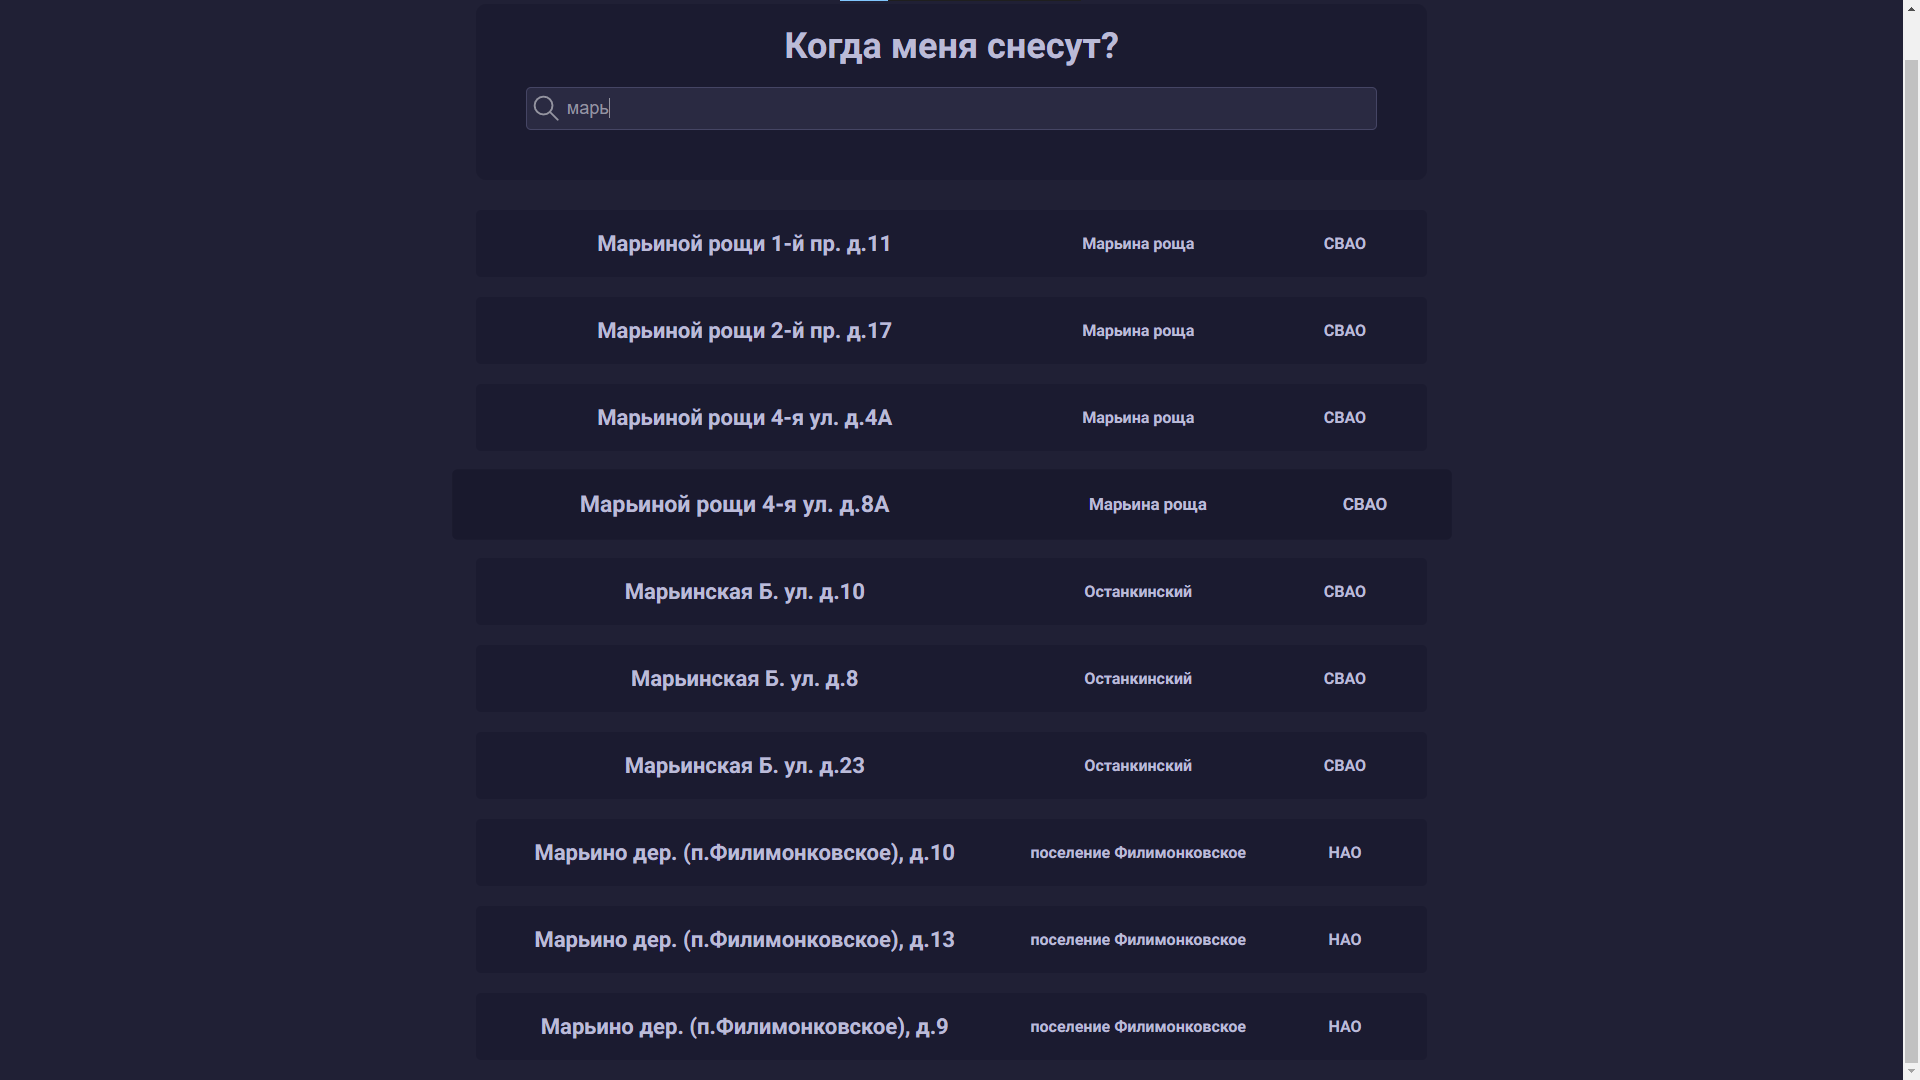 Когда меня снесут?
марь
Марьиной рощи 1-й пр. д.11 Марьина роща СВАО
Марьиной рощи 2-й пр. д.17 Марьина роща СВАО
Марьиной рощи 4-я ул. д.4А Марьина роща СВАО
Марьиной рощи 4-я ул. д.8А Марьина роща СВАО
Марьинская Б. ул. д.10 Останкинский СВАО
Марьинская Б. ул. д.8 Останкинский СВАО
Марьинская Б. ул. д.23 Останкинский СВАО
Марьино дер. (п.Филимонковское), д.10 поселение Филимонковское НАО
Марьино дер. (п.Филимонковское), д.13 поселение Филимонковское НАО
Марьино дер. (п.Филимонковское), д.9 поселение Филимонковское НАО